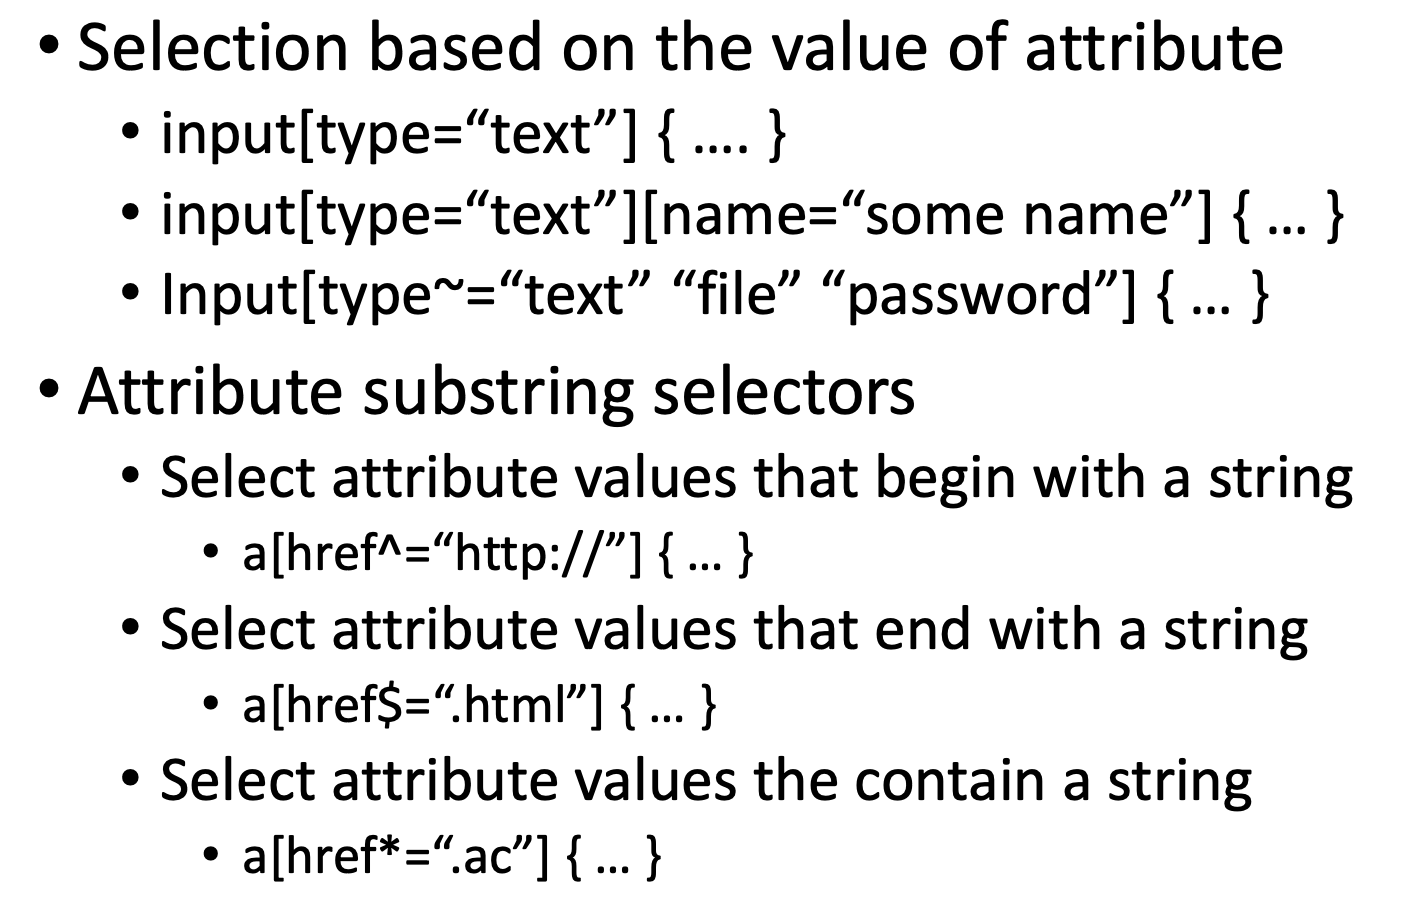 • Selection based on the value of attribute
• input[type=“text”] { .... }
• input[type=“text”][name=“some name”] { ... }
• Input[type~=“text” “file” “password”] { ... }
• Attribute substring selectors
• Select attribute values that begin with a string
• a[href^=“http://”] { ... }
• Select attribute values that end with a string
• a[href$=“.html”] { ... }
• Select attribute values the contain a string
• a[href*=“.ac”] { ... }